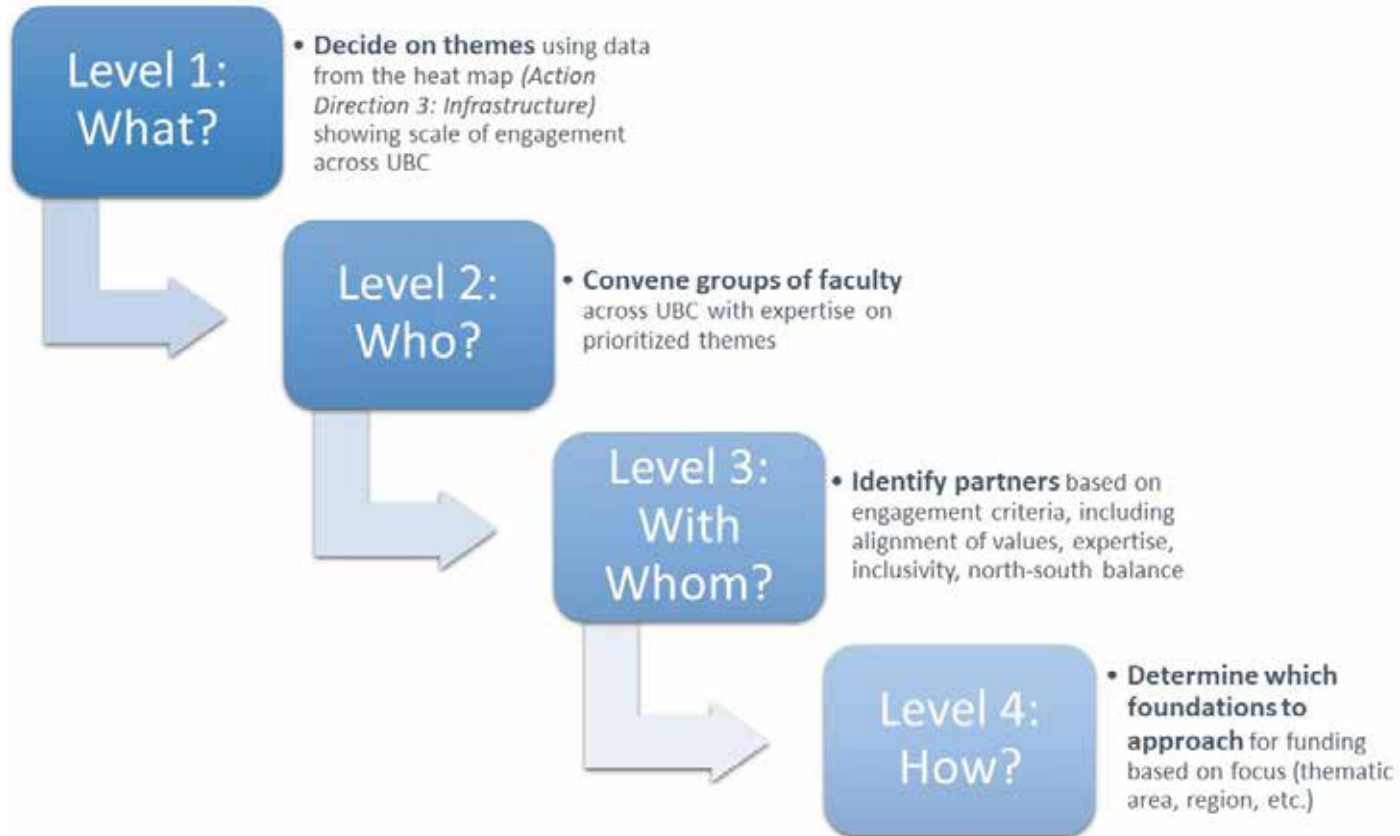 Level 1:
What?
• Decide on themes using data
from the heat map (Action
Direction 3: Infrastructure)
showing scale of engagement
across UBC
Level 2:
Who?
• Convene groups of faculty
across UBC with expertise on
prioritized themes
Level 3:
With
Whom?
• Identify partners based on
engagement criteria, including
alignment of values, expertise,
inclusivity, north-south balance
Level 4:
How?
• Determine which
foundations to
approach for funding
based on focus (thematic
area, region, etc.)